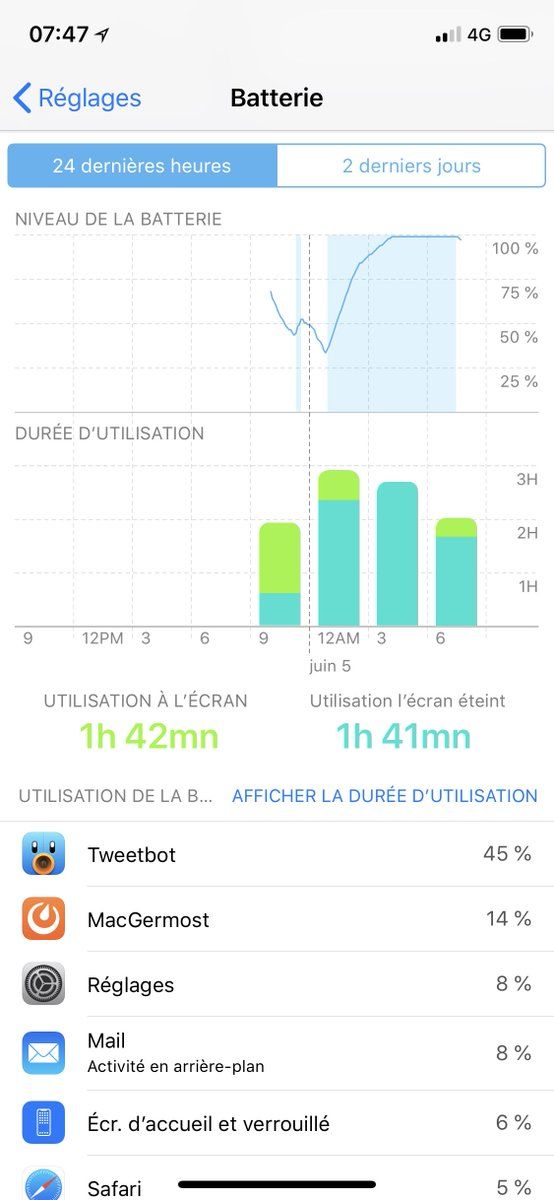 07:47
4G
Réglages
Batterie
24 dernières heures
2 derniers jours
NIVEAU DE LA BATTERIE
100 %
75 %
50 %
25 %
DURÉE D'UTILISATION
3H
2H
1H
9 12PM 3 6 9 12AM 3 6
juin 5
UTILISATION À L'ÉCRAN
1h 42mn
Utilisation l'écran éteint
1h 41mn
UTILISATION DE LA B...
AFFICHER LA DURÉE D'UTILISATION
Tweetbot 45 %
MacGermost 14 %
Réglages 8 %
Mail
Activité en arrière-plan
8 %
Écr. d'accueil et verrouillé 6 %
Safari 5 %